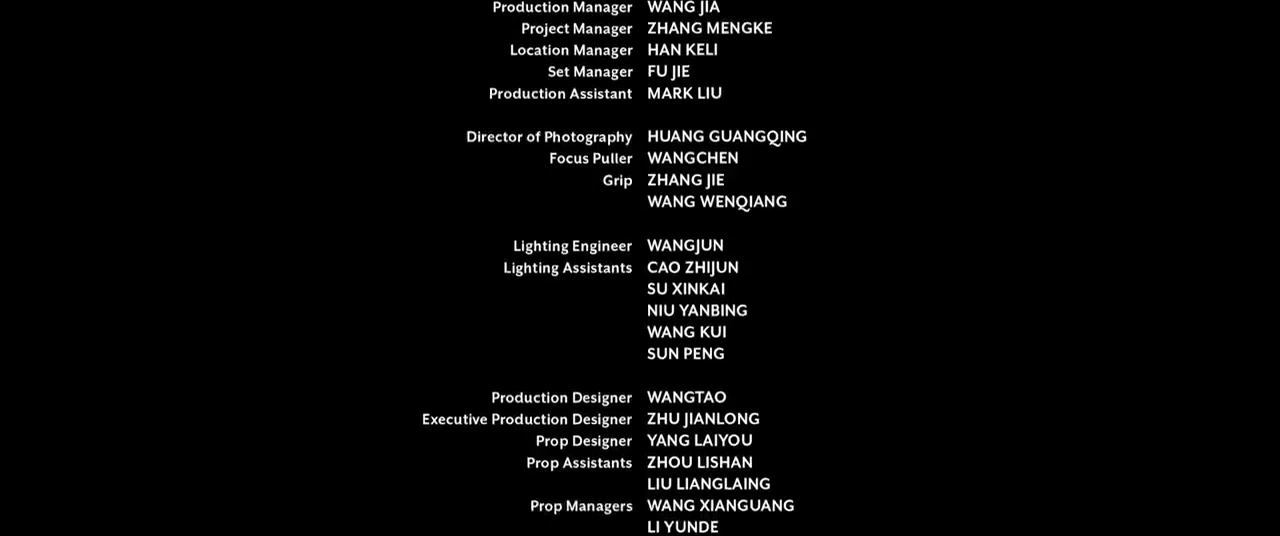 Production Manager WANG JIA
Project Manager ZHANG MENGKE
Location Manager HAN KELI
Set Manager FU JIE
Production Assistant MARK LIU
Director of Photography HUANG GUANGQING
Focus Puller WANGCHEN
Grip ZHANG JIE
WANG WENQIANG
Lighting Engineer WANGJUN
Lighting Assistants CAO ZHIJUN
SU XINKAI
NIU YANBING
WANG KUI
SUN PENG
Production Designer WANGTAO
Executive Production Designer ZHU JIANLONG
Prop Designer YANG LAIYOU
Prop Assistants ZHOU LISHAN
LIU LIANGLAING
Prop Managers WANG XIANGUANG
LI YUNDE